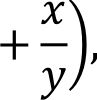 + x/y),